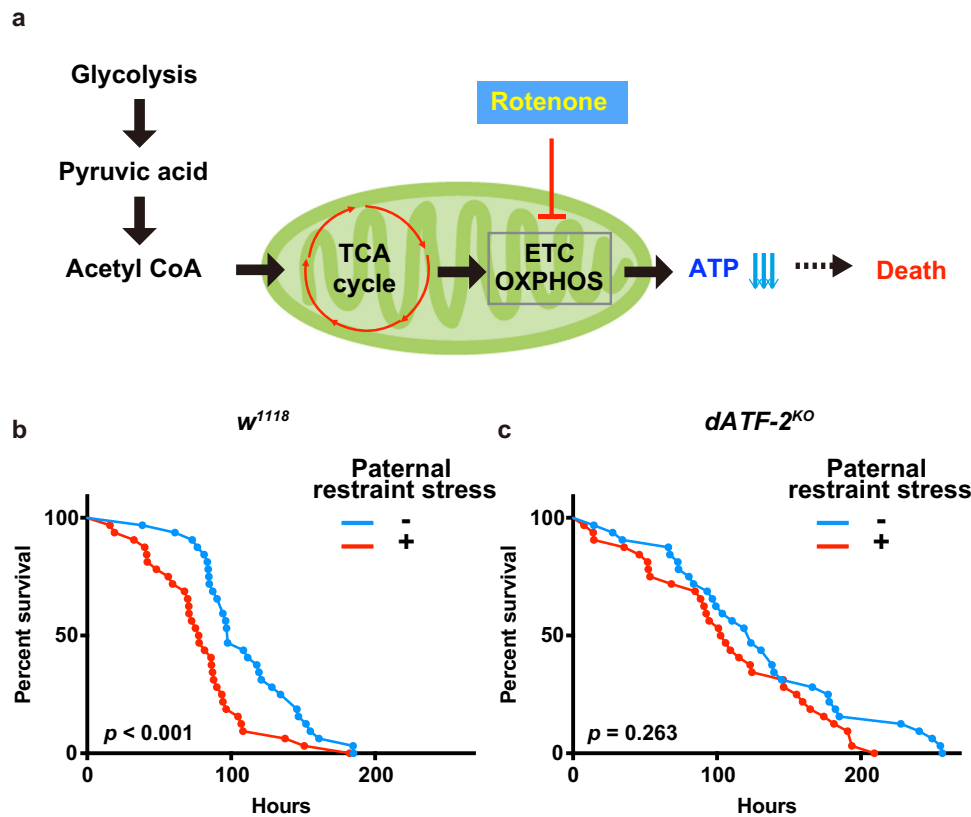 a
Glycolysis
Rotenone
Pyruvic acid
Acetyl CoA
TCA
cycle
ETC
OXPHOS
ATP
Death
b
w1118
Paternal
restraint stress
-
+
Percent survival
100
50
0
p < 0.001
0
100
200
Hours
c
dATF-2KO
Paternal
restraint stress
-
+
Percent survival
100
50
0
p = 0.263
0
100
200
Hours